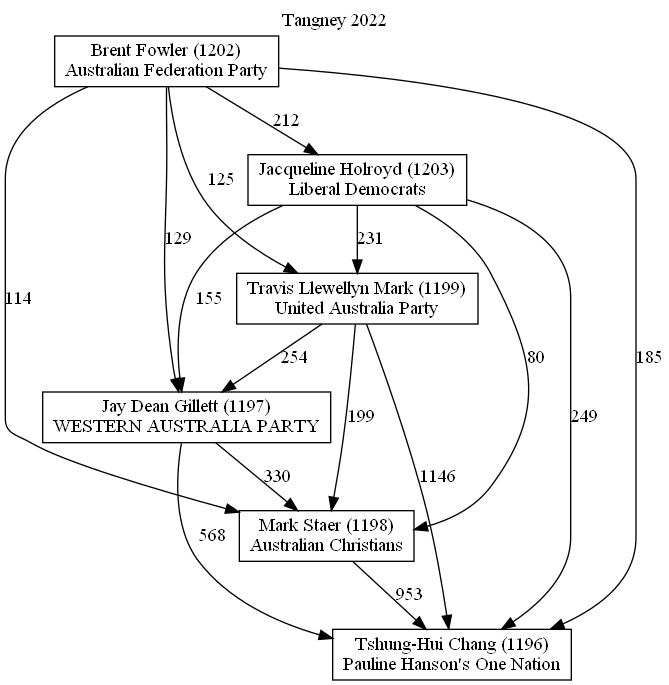 Tangney 2022
Brent Fowler (1202)
Australian Federation Party
212
Jacqueline Holroyd (1203)
Liberal Democrats
125
129
231
155
114
Travis Llewellyn Mark (1199)
United Australia Party
254
80
185
Jay Dean Gillett (1197)
WESTERN AUSTRALIA PARTY
199
249
330
1146
Mark Staer (1198)
Australian Christians
568
953
Tshung-Hui Chang (1196)
Pauline Hanson's One Nation